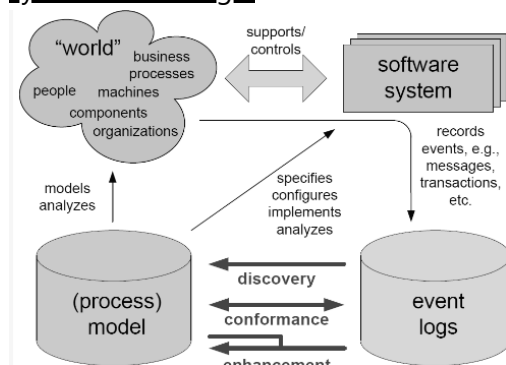 "world"
business
processes
people
machines
components
organizations
supports/
controls
software
system
records
events, e.g.,
messages,
transactions,
etc.
models
analyzes
specifies
configures
implements
analyzes
discovery
(process)
model
conformance
event
logs
enhancement